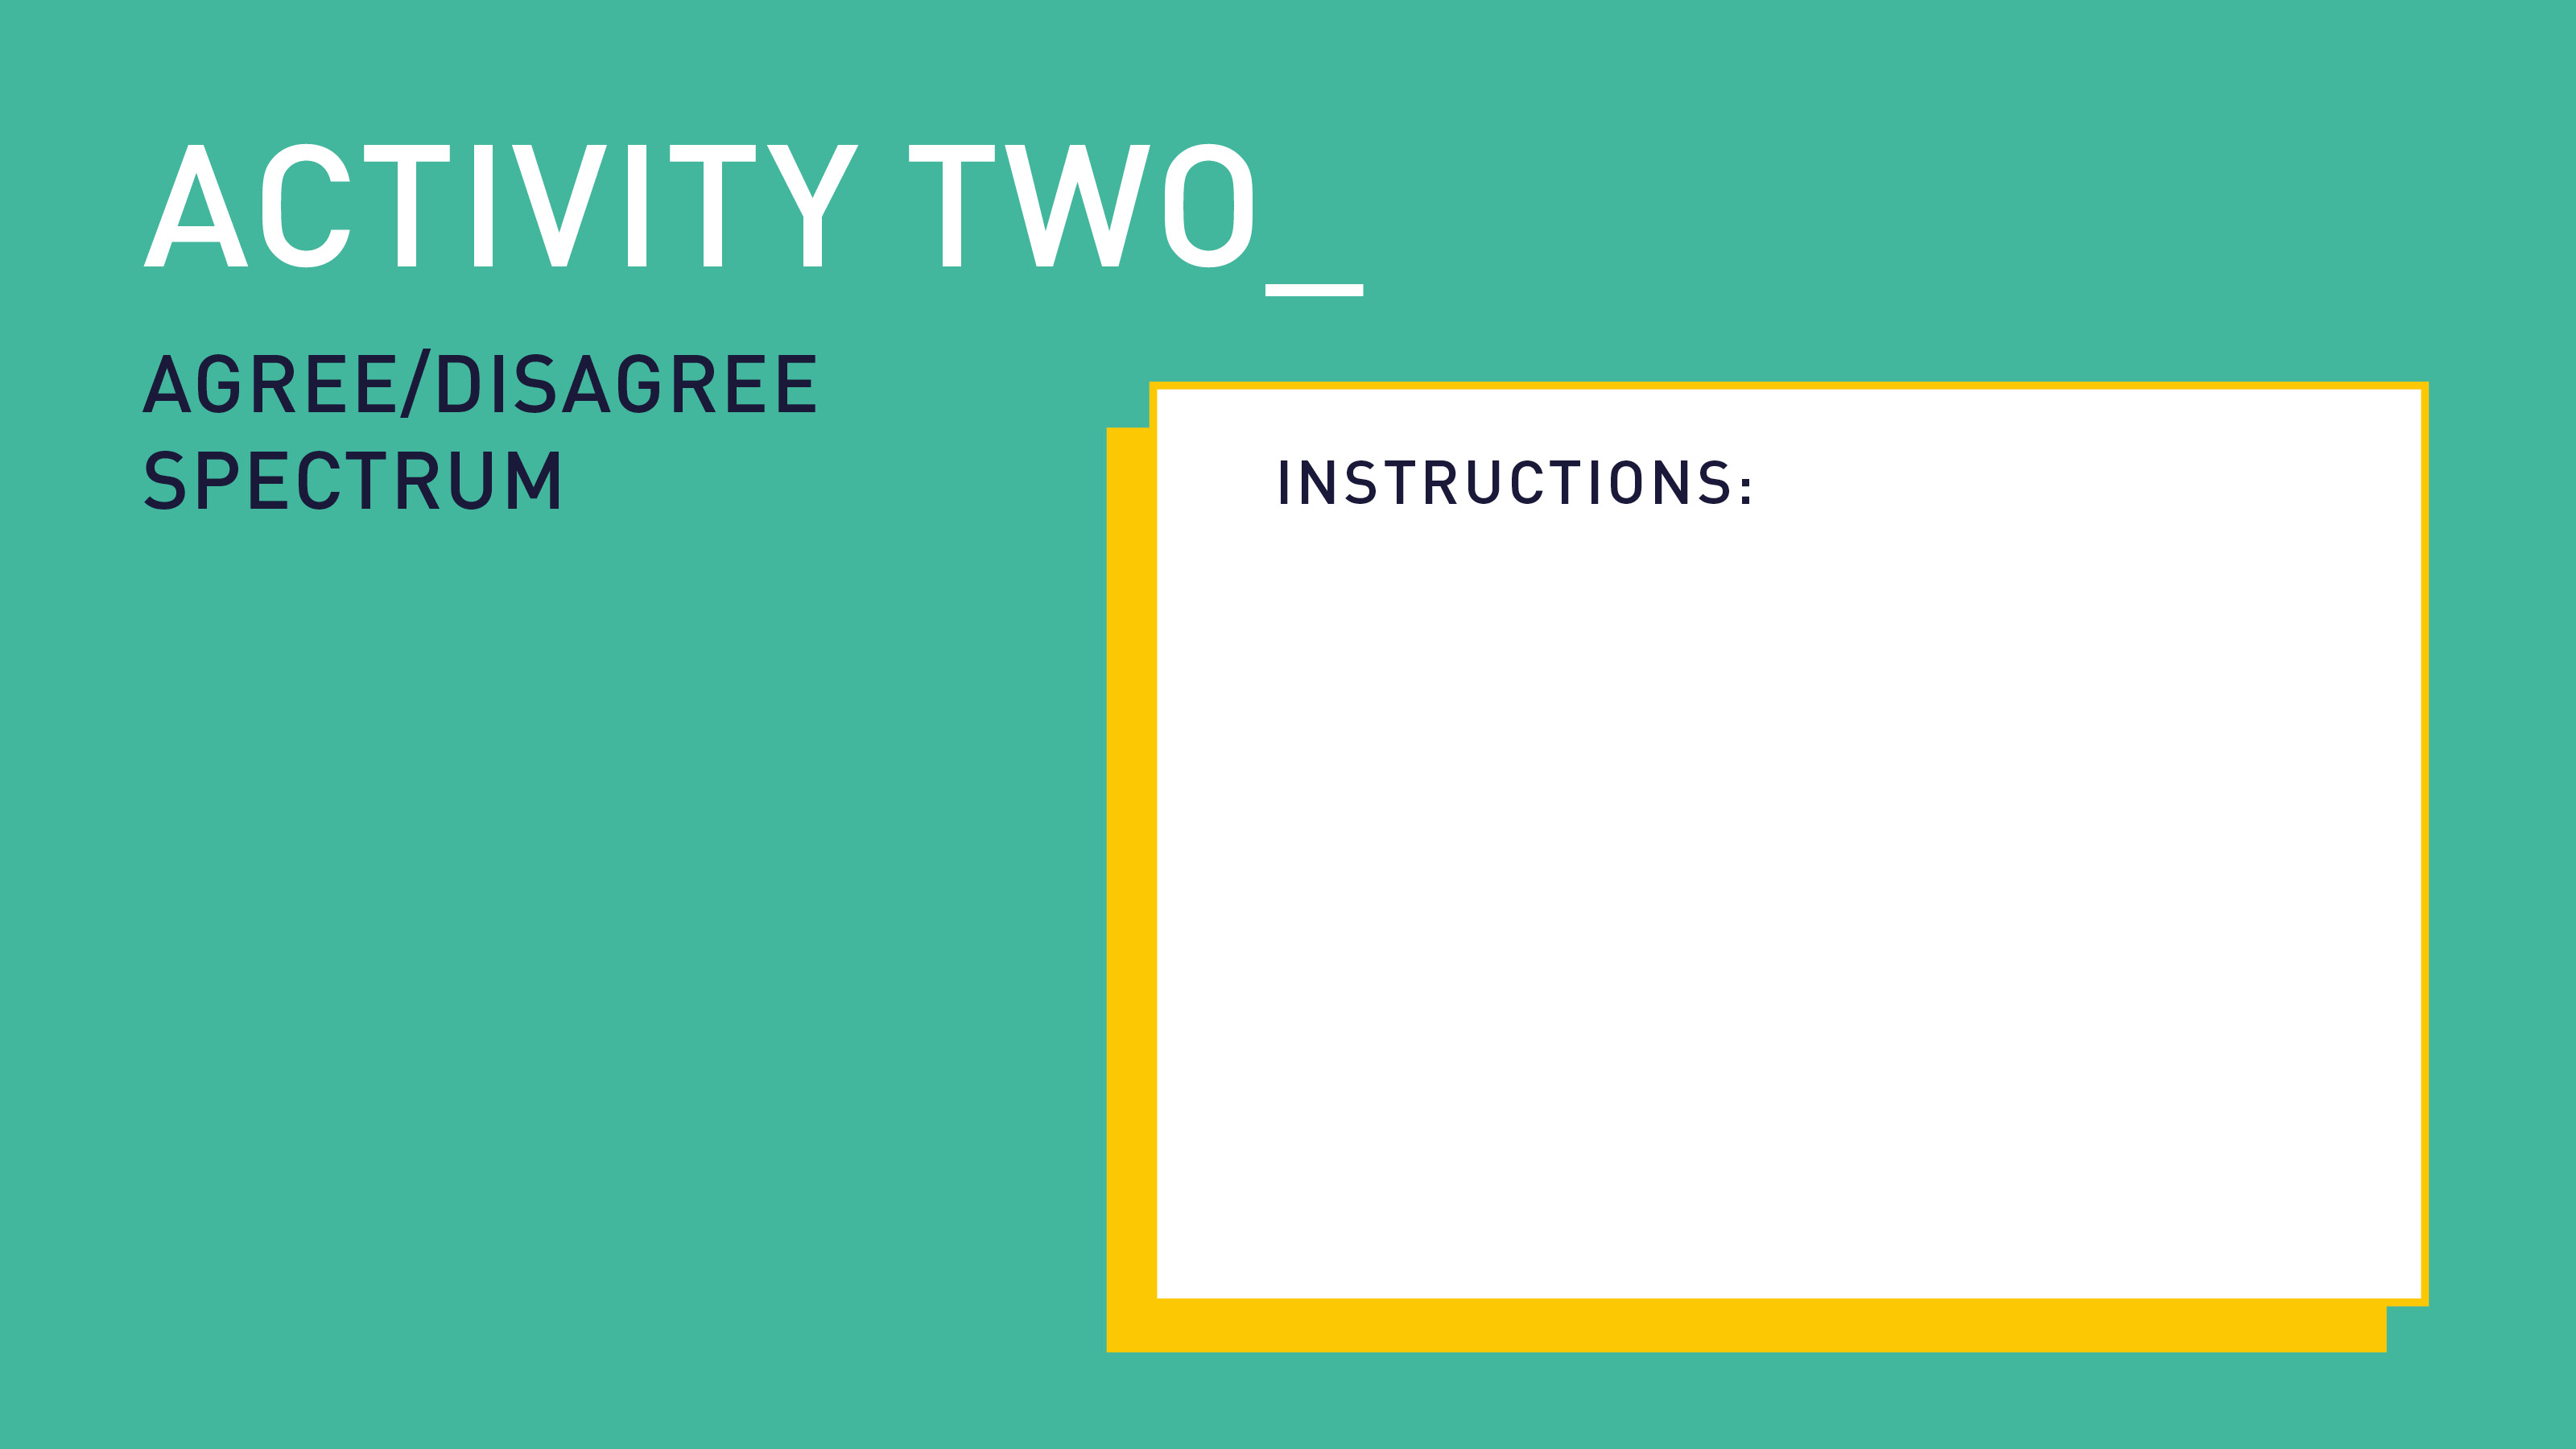 ACTIVITY TWO_
AGREE/DISAGREE
SPECTRUM
INSTRUCTIONS: